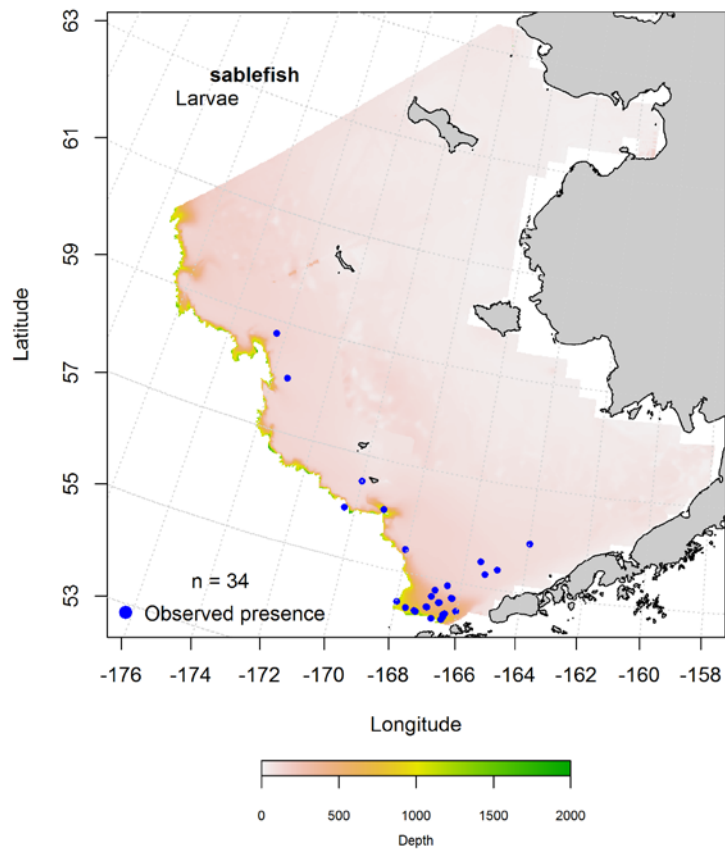 sablefish
Larvae
63
61
59
57
55
53
Latitude
n = 34
Observed presence
-176 -174 -172 -170 -168 -166 -164 -162 -160 -158
Longitude
0 500 1000 1500 2000
Depth